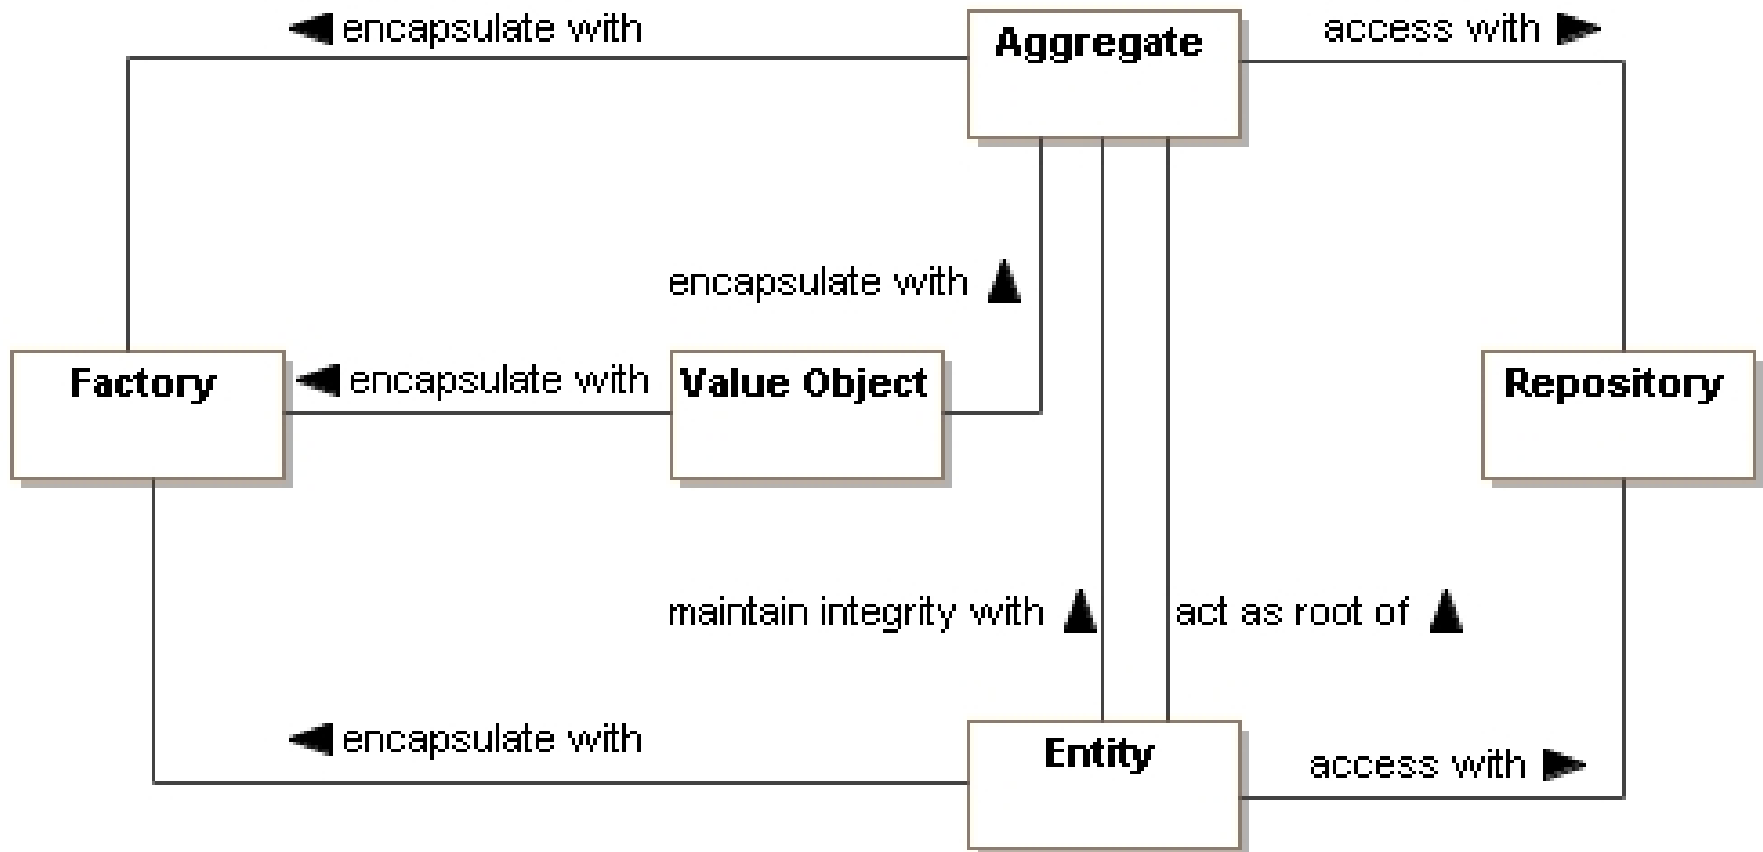 encapsulate with
Aggregate
access with
encapsulate with
Factory
encapsulate with
Value Object
Repository
maintain integrity with
act as root of
encapsulate with
Entity
access with